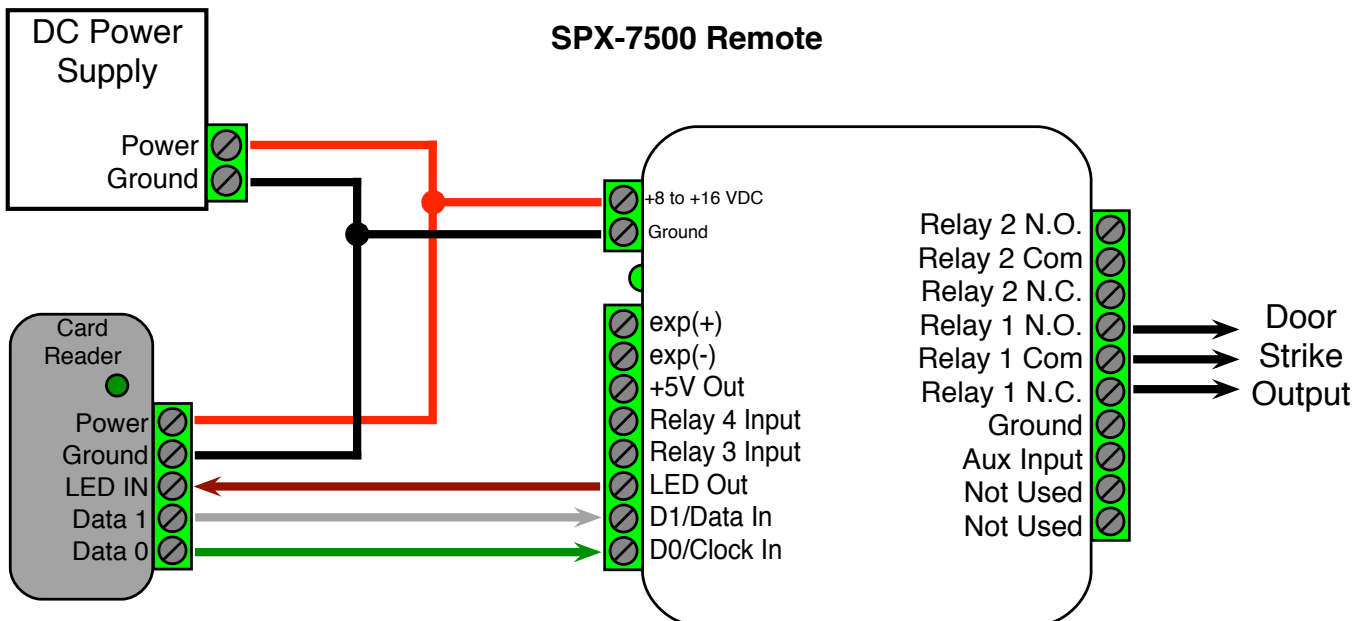 DC Power
Supply
Power
Ground
SPX-7500 Remote
+8 to +16 VDC
Ground
Card
Reader
Power
Ground
LED IN
Data 1
Data 0
exp(+)
exp(-)
+5V Out
Relay 4 Input
Relay 3 Input
LED Out
D1/Data In
D0/Clock In
Relay 2 N.O.
Relay 2 Com
Relay 2 N.C.
Relay 1 N.O.
Relay 1 Com
Relay 1 N.C.
Ground
Aux Input
Not Used
Not Used
Door
Strike
Output